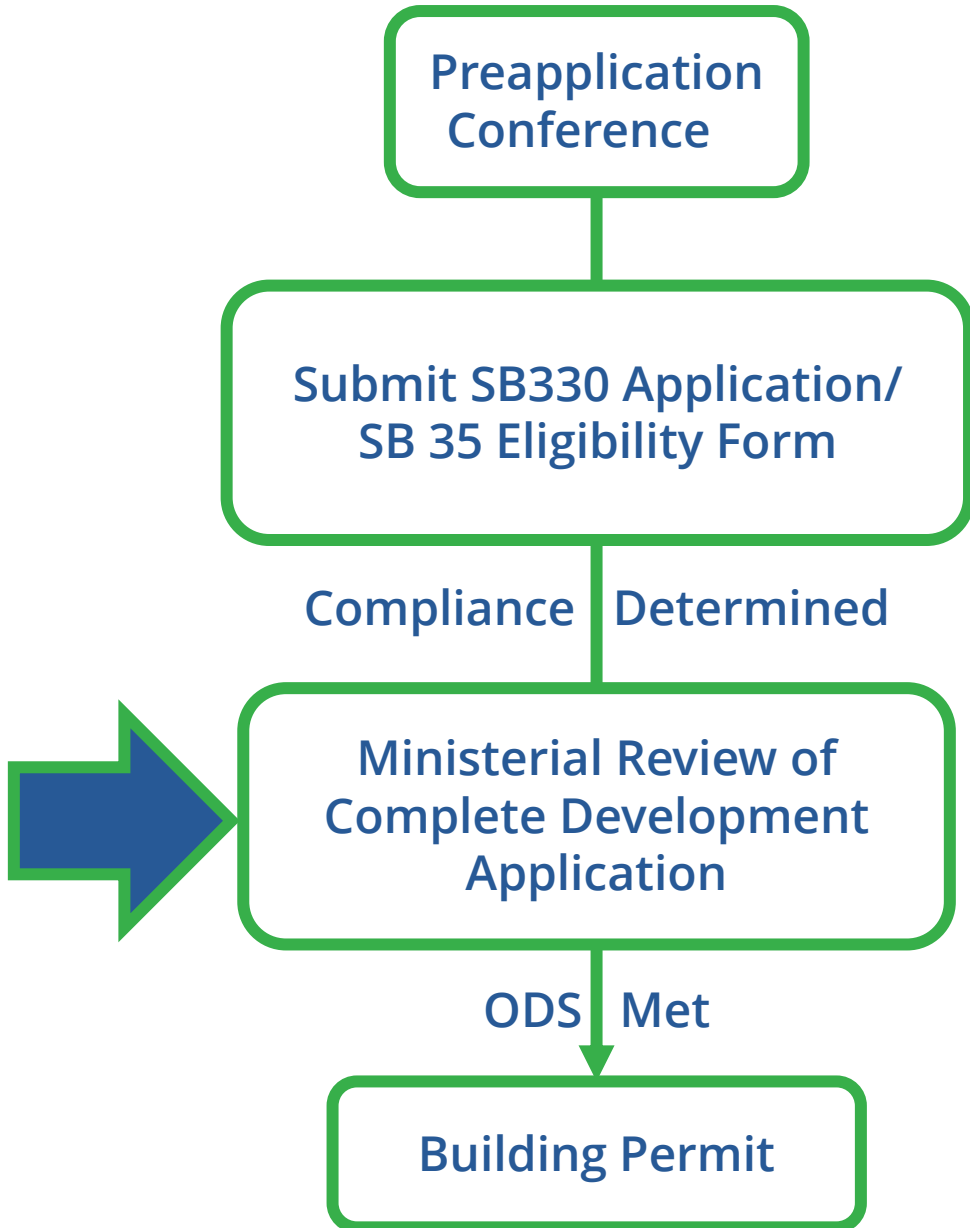 Preapplication
Conference
Submit SB330 Application/
SB 35 Eligibility Form
Compliance Determined
Ministerial Review of
Complete Development
Application
ODS Met
Building Permit